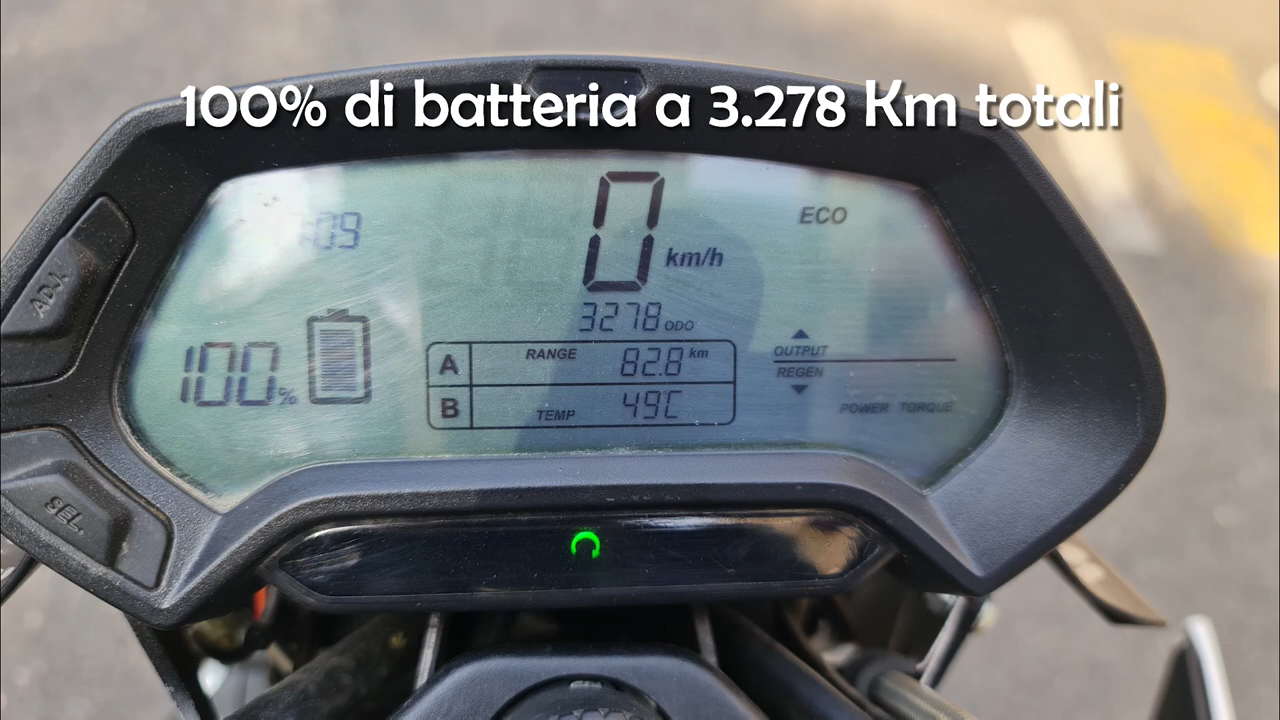 100% di batteria a 3.278 Km totali
0 km/h
ECO
3278 ODO
ADJ.
100%
A RANGE 82.8 km
B TEMP 49C
OUTPUT
REGEN
POWER TORQUE
SEL.